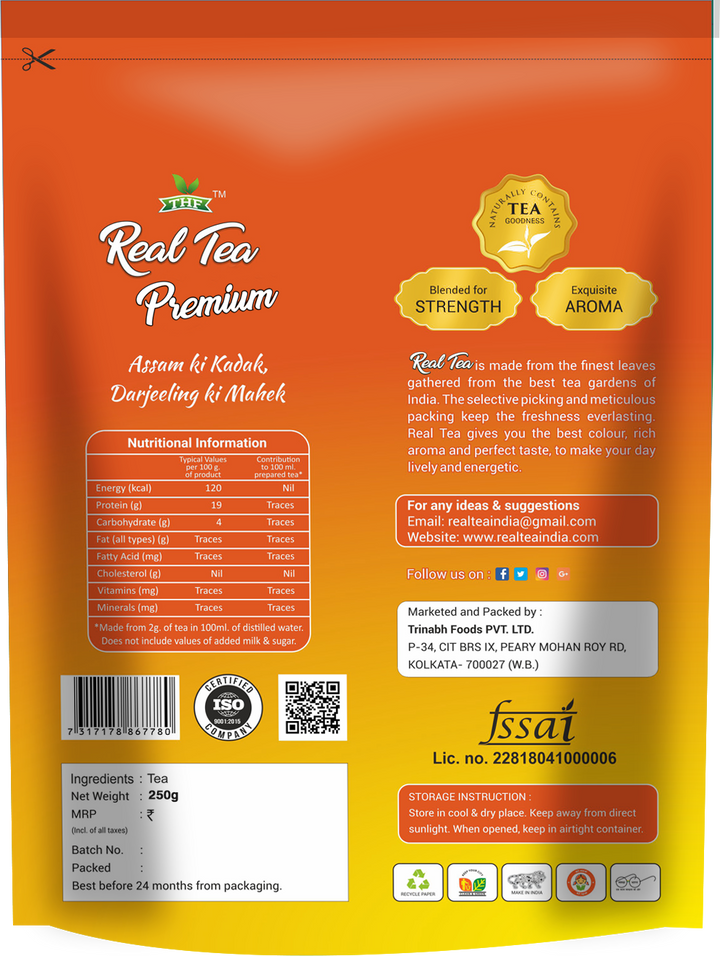 THF TM
Real Tea
Premium
Assam ki Kadak,
Darjeeling ki Mahek
Nutritional Information
Typical Values per 100 g. of product
Contribution to 100 ml. prepared tea*
Energy (kcal) 120 Nil
Protein (g) 19 Traces
Carbohydrate (g) 4 Traces
Fat (all types) (g) Traces Traces
Fatty Acid (mg) Traces Traces
Cholesterol (g) Nil Nil
Vitamins (mg) Traces Traces
Minerals (mg) Traces Traces
*Made from 2g. of tea in 100ml. of distilled water.
Does not include values of added milk & sugar.
7 317178 867780
CERTIFIED
ISO
9001:2015
COMPANY
Ingredients : Tea
Net Weight : 250g
MRP : ₹
(Incl. of all taxes)
Batch No. :
Packed :
Best before 24 months from packaging.
NATURALLY CONTAINS
TEA
GOODNESS
Blended for
STRENGTH
Exquisite
AROMA
Real Tea is made from the finest leaves
gathered from the best tea gardens of
India. The selective picking and meticulous
packing keep the freshness everlasting.
Real Tea gives you the best colour, rich
aroma and perfect taste, to make your day
lively and energetic.
For any ideas & suggestions
Email: realteaindia@gmail.com
Website: www.realteaindia.com
Follow us on :
Marketed and Packed by :
Trinabh Foods PVT. LTD.
P-34, CIT BRS IX, PEARY MOHAN ROY RD,
KOLKATA- 700027 (W.B.)
fssai
Lic. no. 22818041000006
STORAGE INSTRUCTION :
Store in cool & dry place. Keep away from direct
sunlight. When opened, keep in airtight container.
RECYCLE PAPER
MAKE IN INDIA